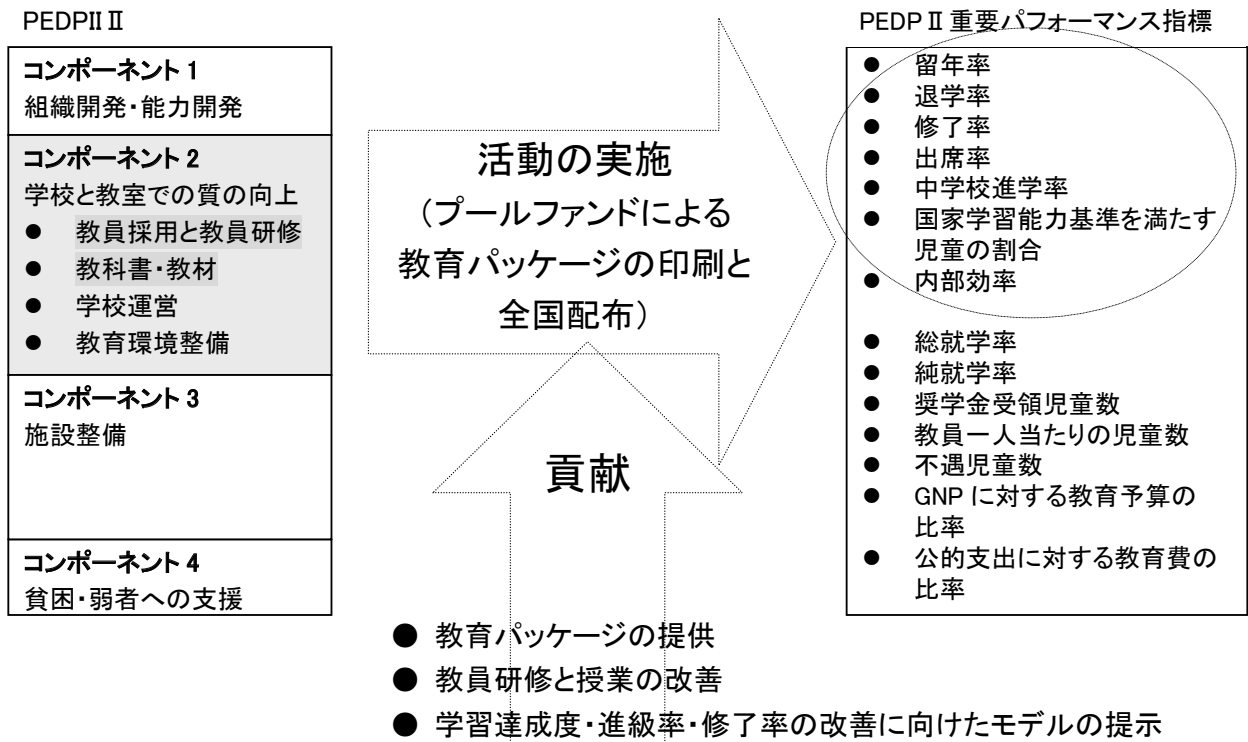 PEDPII Ⅱ
コンポーネント 1
組織開発・能力開発
コンポーネント 2
学校と教室での質の向上
● 教員採用と教員研修
● 教科書・教材
● 学校運営
● 教育環境整備
コンポーネント 3
施設整備
コンポーネント 4
貧困・弱者への支援
活動の実施
（プールファンドによる
教育パッケージの印刷と
全国配布）
貢献
● 教育パッケージの提供
● 教員研修と授業の改善
● 学習達成度・進級率・修了率の改善に向けたモデルの提示
PEDP Ⅱ 重要パフォーマンス指標
● 留年率
● 退学率
● 修了率
● 出席率
● 中学校進学率
● 国家学習能力基準を満たす
児童の割合
● 内部効率
● 総就学率
● 純就学率
● 奨学金受領児童数
● 教員一人当たりの児童数
● 不遇児童数
● GNP に対する教育予算の
比率
● 公的支出に対する教育費の
比率